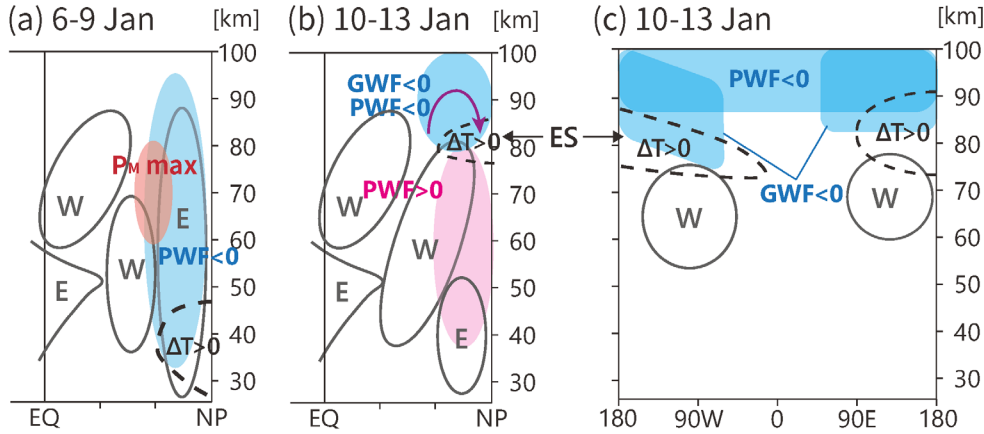 (a) 6-9 Jan [km]
100
90
80
70
60
50
40
30
PM max
W
W
E
E
PWF<0
ΔT>0
EQ NP
(b) 10-13 Jan [km]
100
90
80
70
60
50
40
30
GWF<0
PWF<0
ΔT>0
PWF>0
W
W
E
E
EQ NP
ES
(c) 10-13 Jan [km]
100
90
80
70
60
50
40
30
PWF<0
ΔT>0
ΔT>0
GWF<0
W
W
180 90W 0 90E 180